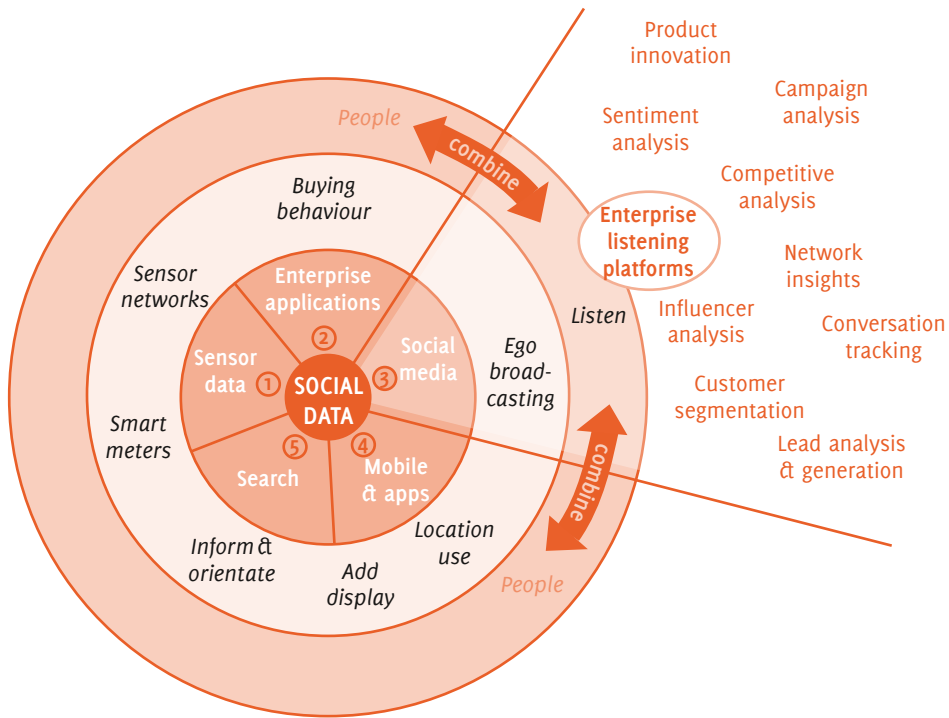 Product
innovation
Campaign
analysis
Sentiment
analysis
Competitive
analysis
Enterprise
listening
platforms
Network
insights
Influencer
analysis
Conversation
tracking
Customer
segmentation
Lead analysis
& generation
People
combine
Listen
combine
People
Buying
behaviour
Sensor
networks
Smart
meters
Inform &
orientate
Add
display
Location
use
Ego
broad-
casting
Enterprise
applications
2
Sensor
data
1
Social
media
3
SOCIAL
DATA
5
Search
4
Mobile
& apps